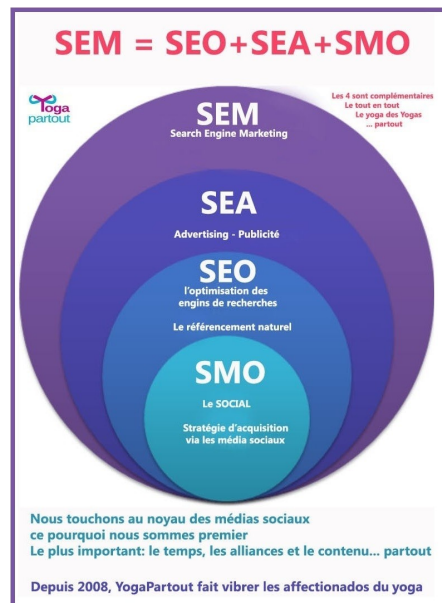 SEM = SEO+SEA+SMO
Yoga
partout
Les 4 sont complémentaires
Le tout en tout
Le yoga des Yogas
... partout
SEM
Search Engine Marketing
SEA
Advertising - Publicité
SEO
l'optimisation des
engins de recherches
Le référencement naturel
SMO
Le SOCIAL
Stratégie d'acquisition
via les média sociaux
Nous touchons au noyau des médias sociaux
ce pourquoi nous sommes premier
Le plus important: le temps, les alliances et le contenu... partout
Depuis 2008, YogaPartout fait vibrer les affectionados du yoga